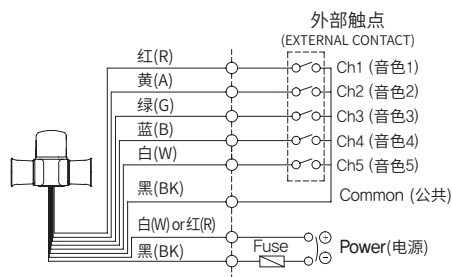 外部触点
(EXTERNAL CONTACT)
红(R)
Ch1 (音色1)
黄(A)
Ch2 (音色2)
绿(G)
Ch3 (音色3)
蓝(B)
Ch4 (音色4)
白(W)
Ch5 (音色5)
黑(BK)
Common (公共)
白(W) or 红(R)
Fuse
Power(电源)
黑(BK)